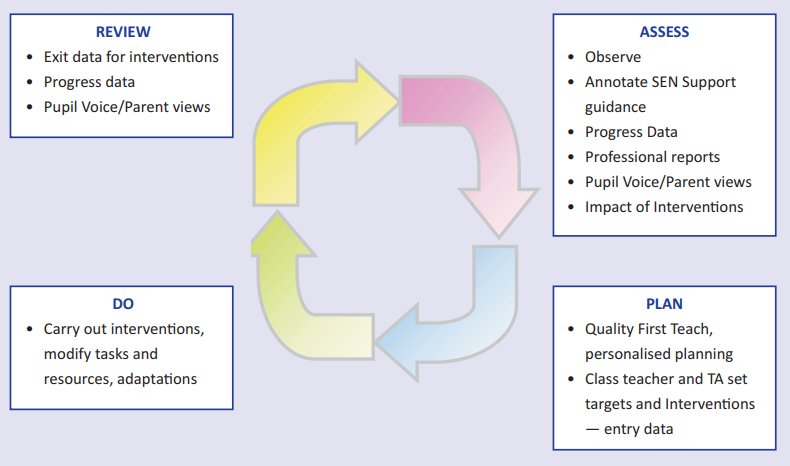 REVIEW
• Exit data for interventions
• Progress data
• Pupil Voice/Parent views
ASSESS
• Observe
• Annotate SEN Support
guidance
• Progress Data
• Professional reports
• Pupil Voice/Parent views
• Impact of Interventions
DO
• Carry out interventions,
modify tasks and
resources, adaptations
PLAN
• Quality First Teach,
personalised planning
• Class teacher and TA set
targets and Interventions
— entry data